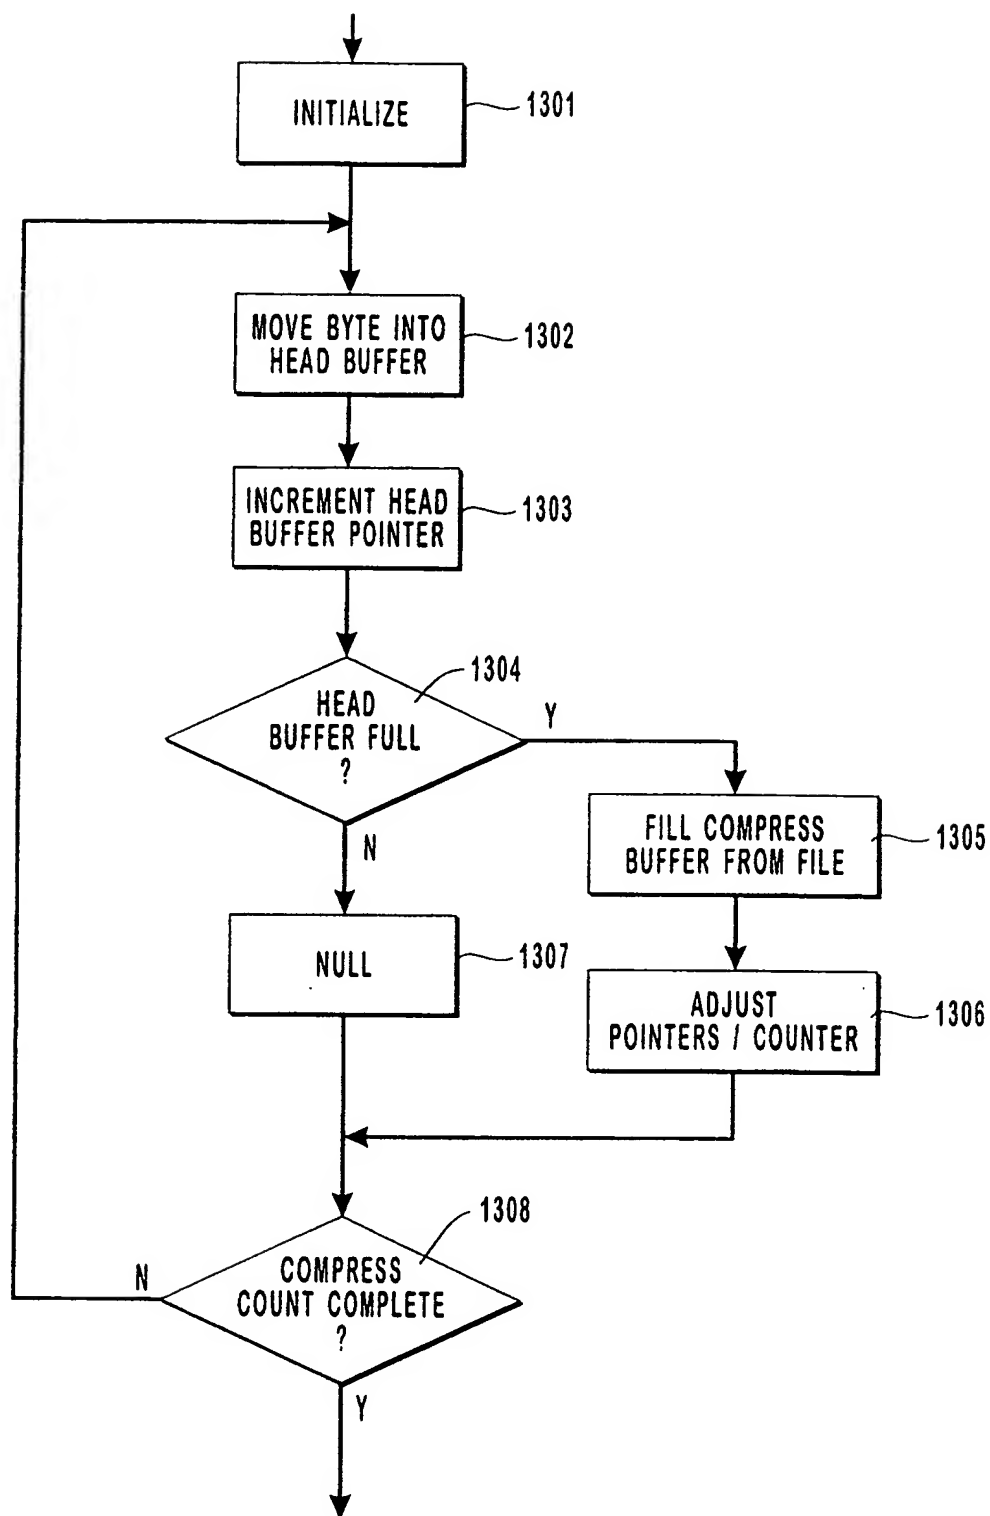 INITIALIZE
1301
MOVE BYTE INTO
HEAD BUFFER
1302
INCREMENT HEAD
BUFFER POINTER
1303
HEAD
BUFFER FULL
?
1304
Y
N
FILL COMPRESS
BUFFER FROM FILE
1305
NULL
1307
ADJUST
POINTERS / COUNTER
1306
COMPRESS
COUNT COMPLETE
?
1308
N
Y